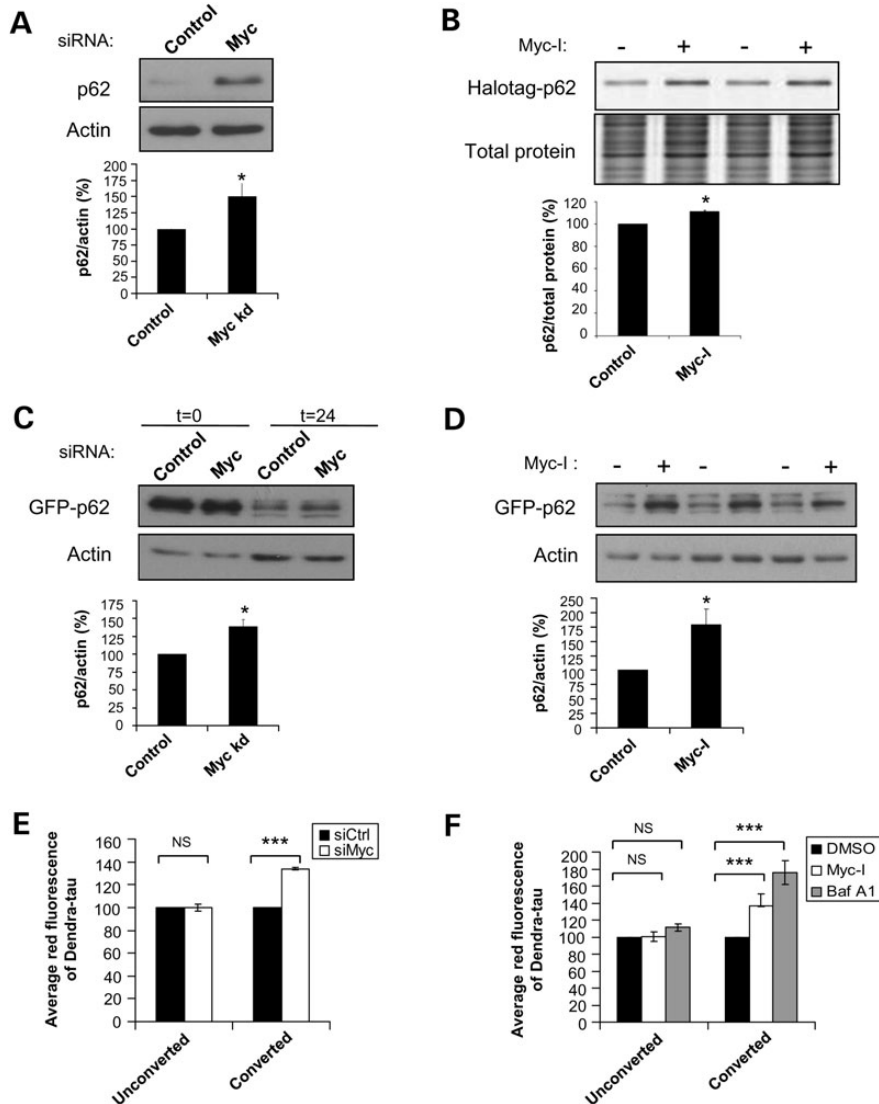 A
siRNA:
Control
Myc
p62
Actin
200
175
150
125
100
75
50
25
0
p62/actin (%)
*
Control
Myc kd
B
Myc-I: - + - +
Halotag-p62
Total protein
120
100
80
60
40
20
0
p62/total protein (%)
*
Control
Myc-I
C
t=0 t=24
siRNA:
Control
Myc
Control
Myc
GFP-p62
Actin
175
150
125
100
75
50
25
0
p62/actin (%)
*
Control
Myc kd
D
Myc-I : - + - - +
GFP-p62
Actin
250
200
175
150
125
100
75
50
25
0
p62/actin (%)
*
Control
Myc-I
E
siCtrl
siMyc
NS
***
160
140
120
100
80
60
40
20
0
Average red fluorescence
of Dendra-tau
Unconverted
Converted
F
DMSO
Myc-I
Baf A1
NS
NS
***
***
200
180
160
140
120
100
80
60
40
20
0
Average red fluorescence
of Dendra-tau
Unconverted
Converted